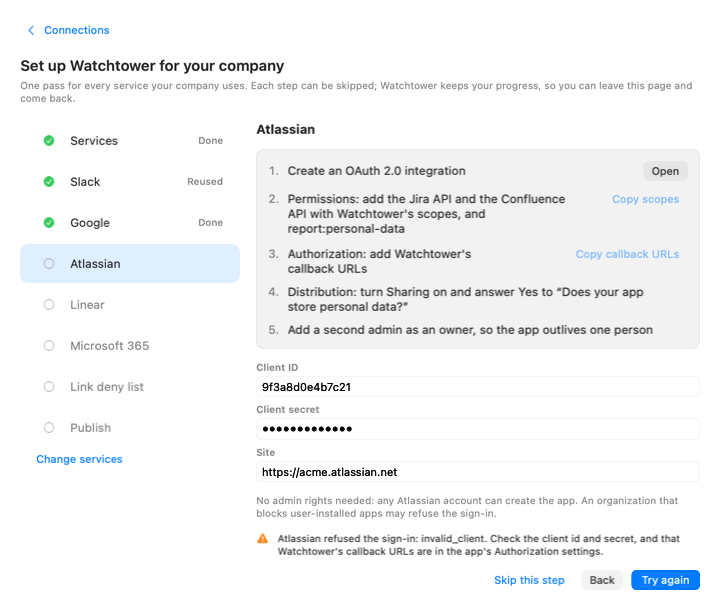 Connections
Set up Watchtower for your company
One pass for every service your company uses. Each step can be skipped; Watchtower keeps your progress, so you can leave this page and
come back.
Services Done
Slack Reused
Google Done
Atlassian
Linear
Microsoft 365
Link deny list
Publish
Change services
Atlassian
1. Create an OAuth 2.0 integration Open
2. Permissions: add the Jira API and the Confluence Copy scopes
API with Watchtower's scopes, and
report:personal-data
3. Authorization: add Watchtower's Copy callback URLs
callback URLs
4. Distribution: turn Sharing on and answer Yes to “Does your app
store personal data?”
5. Add a second admin as an owner, so the app outlives one person
Client ID
9f3a8d0e4b7c21
Client secret
•••••••••••••
Site
https://acme.atlassian.net
No admin rights needed: any Atlassian account can create the app. An organization that
blocks user-installed apps may refuse the sign-in.
Atlassian refused the sign-in: invalid_client. Check the client id and secret, and that
Watchtower's callback URLs are in the app's Authorization settings.
Skip this step Back Try again